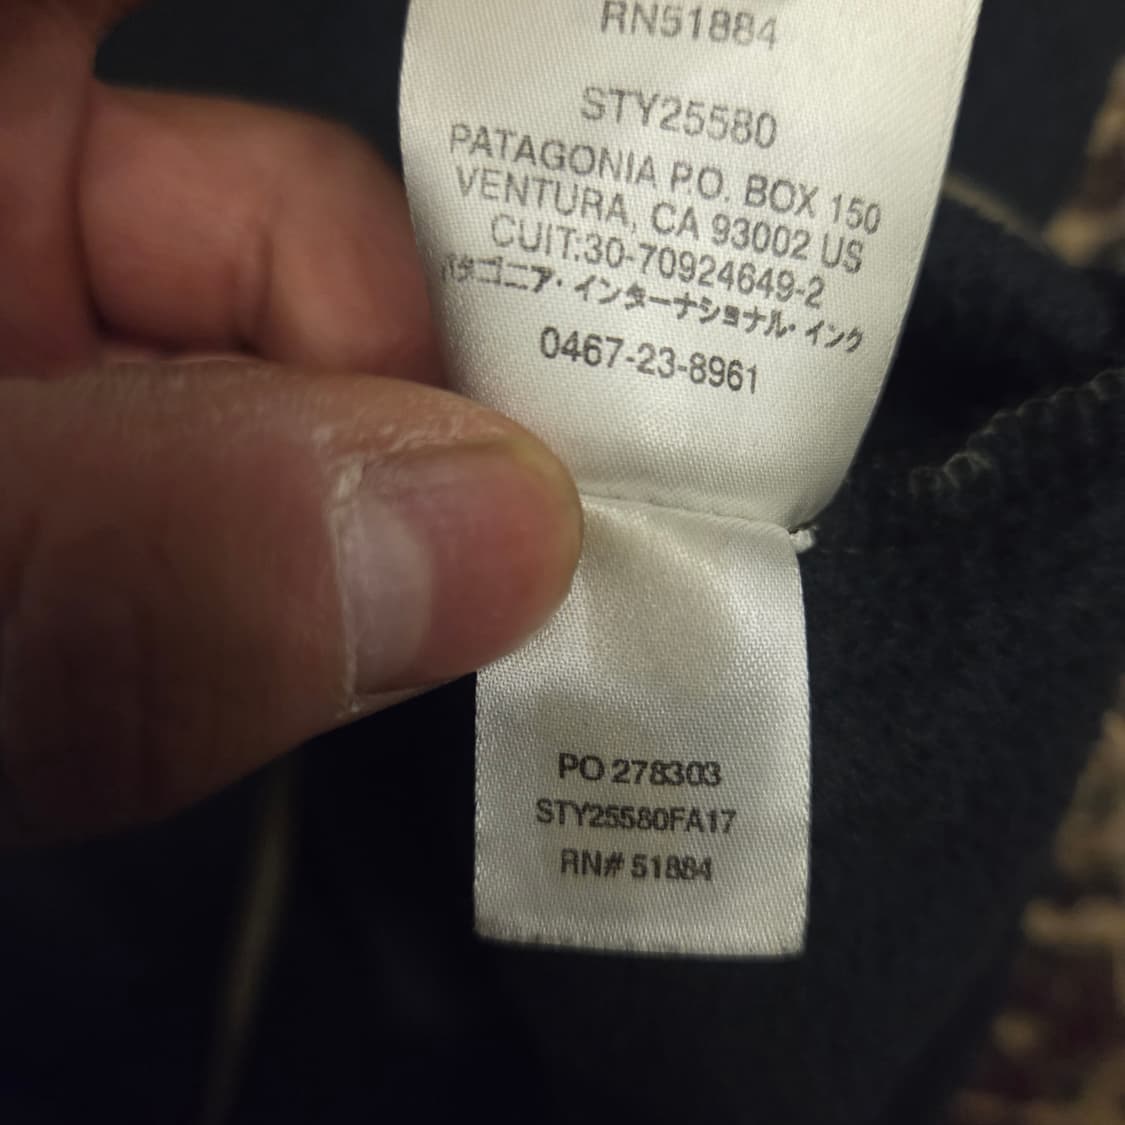 RN51884
STY25580
PATAGONIA P.O. BOX 150
VENTURA, CA 93002 US
CUIT:30-70924649-2
パタゴニア・インターナショナル・インク
0467-23-8961
PO 278303
STY25580FA17
RN# 51884